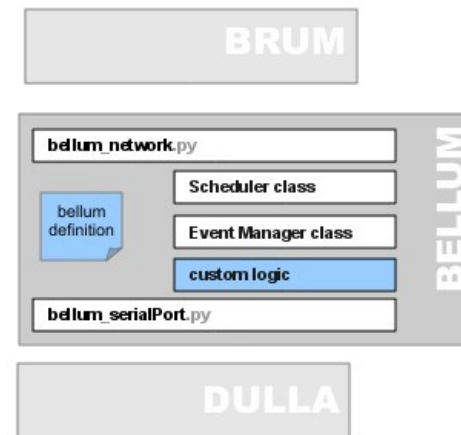 BRUM
bellum_network.py
BELLUM
Scheduler class
bellum
definition
Event Manager class
custom logic
bellum_serialPort.py
DULLA